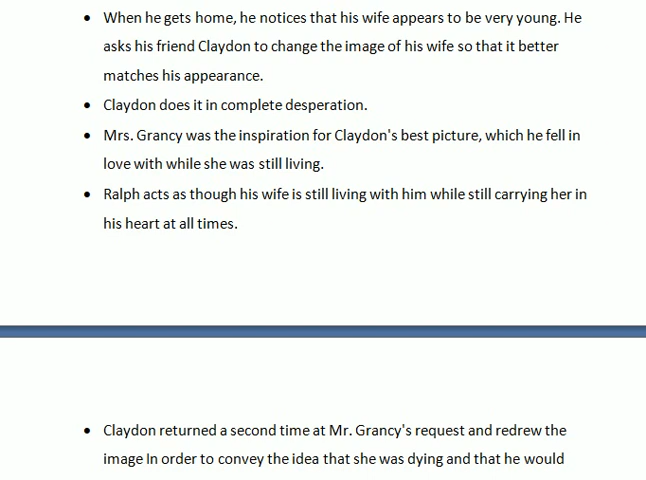 • When he gets home, he notices that his wife appears to be very young. He
asks his friend Claydon to change the image of his wife so that it better
matches his appearance.
• Claydon does it in complete desperation.
• Mrs. Grancy was the inspiration for Claydon's best picture, which he fell in
love with while she was still living.
• Ralph acts as though his wife is still living with him while still carrying her in
his heart at all times.
• Claydon returned a second time at Mr. Grancy's request and redrew the
image In order to convey the idea that she was dying and that he would